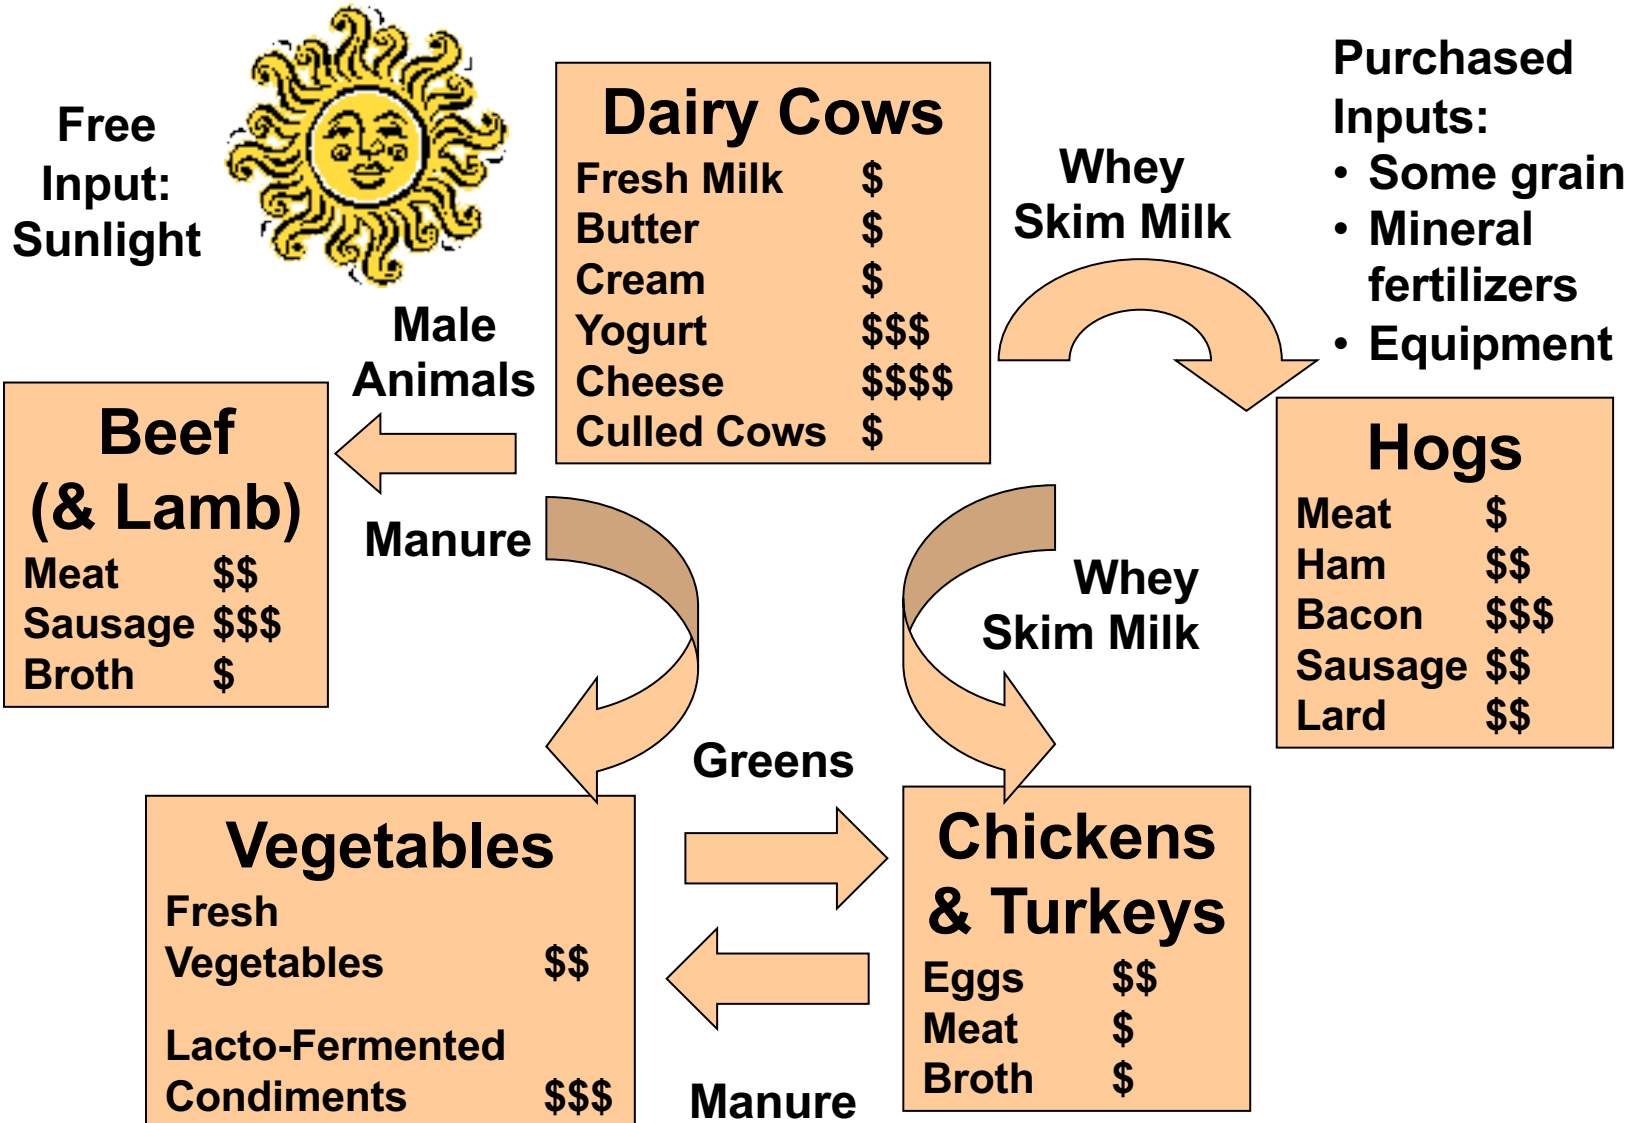 Free
Input:
Sunlight
Dairy Cows
Fresh Milk $
Butter $
Cream $
Yogurt $$$
Cheese $$$$
Culled Cows $
Whey
Skim Milk
Purchased
Inputs:
• Some grain
• Mineral
fertilizers
• Equipment
Male
Animals
Beef
(& Lamb)
Meat $$
Sausage $$$
Broth $
Manure
Whey
Skim Milk
Hogs
Meat $
Ham $$
Bacon $$$
Sausage $$
Lard $$
Greens
Vegetables
Fresh
Vegetables $$
Lacto-Fermented
Condiments $$$
Manure
Chickens
& Turkeys
Eggs $$
Meat $
Broth $